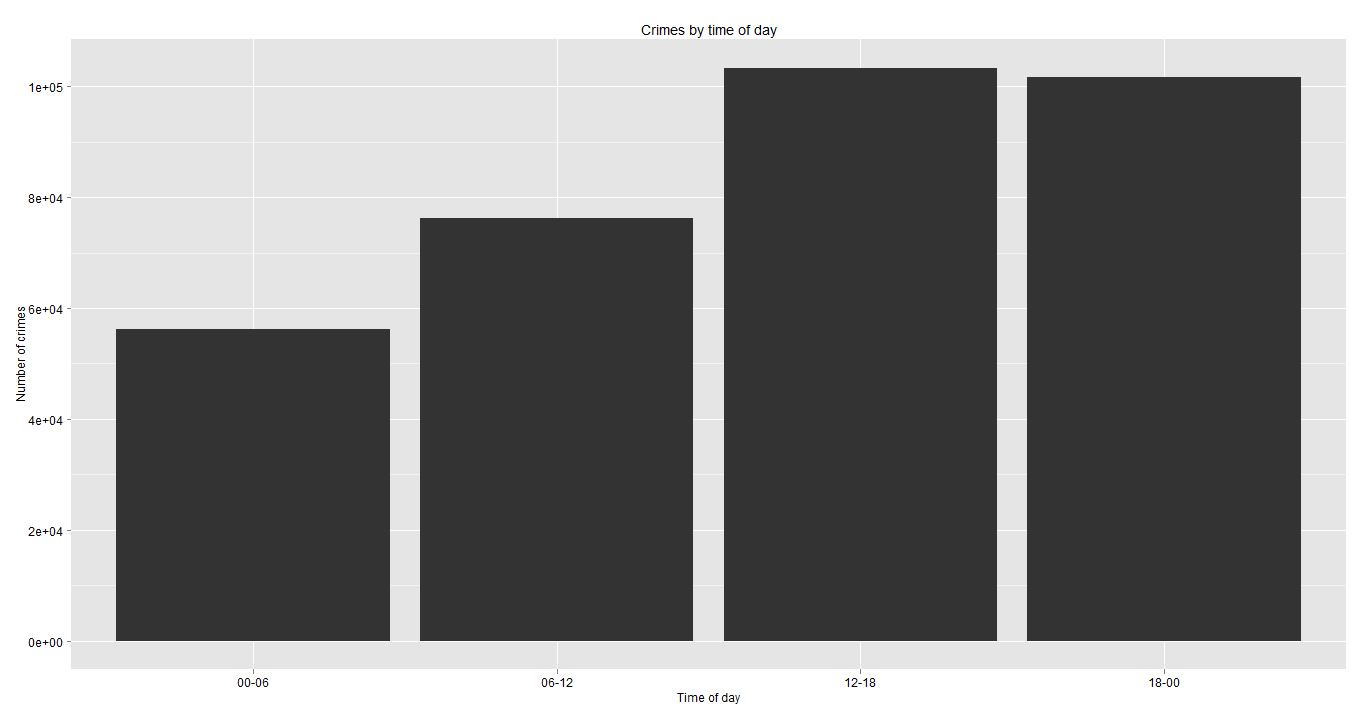 Crimes by time of day
Number of crimes
1e+05
8e+04
6e+04
4e+04
2e+04
0e+00
00-06
06-12
12-18
18-00
Time of day